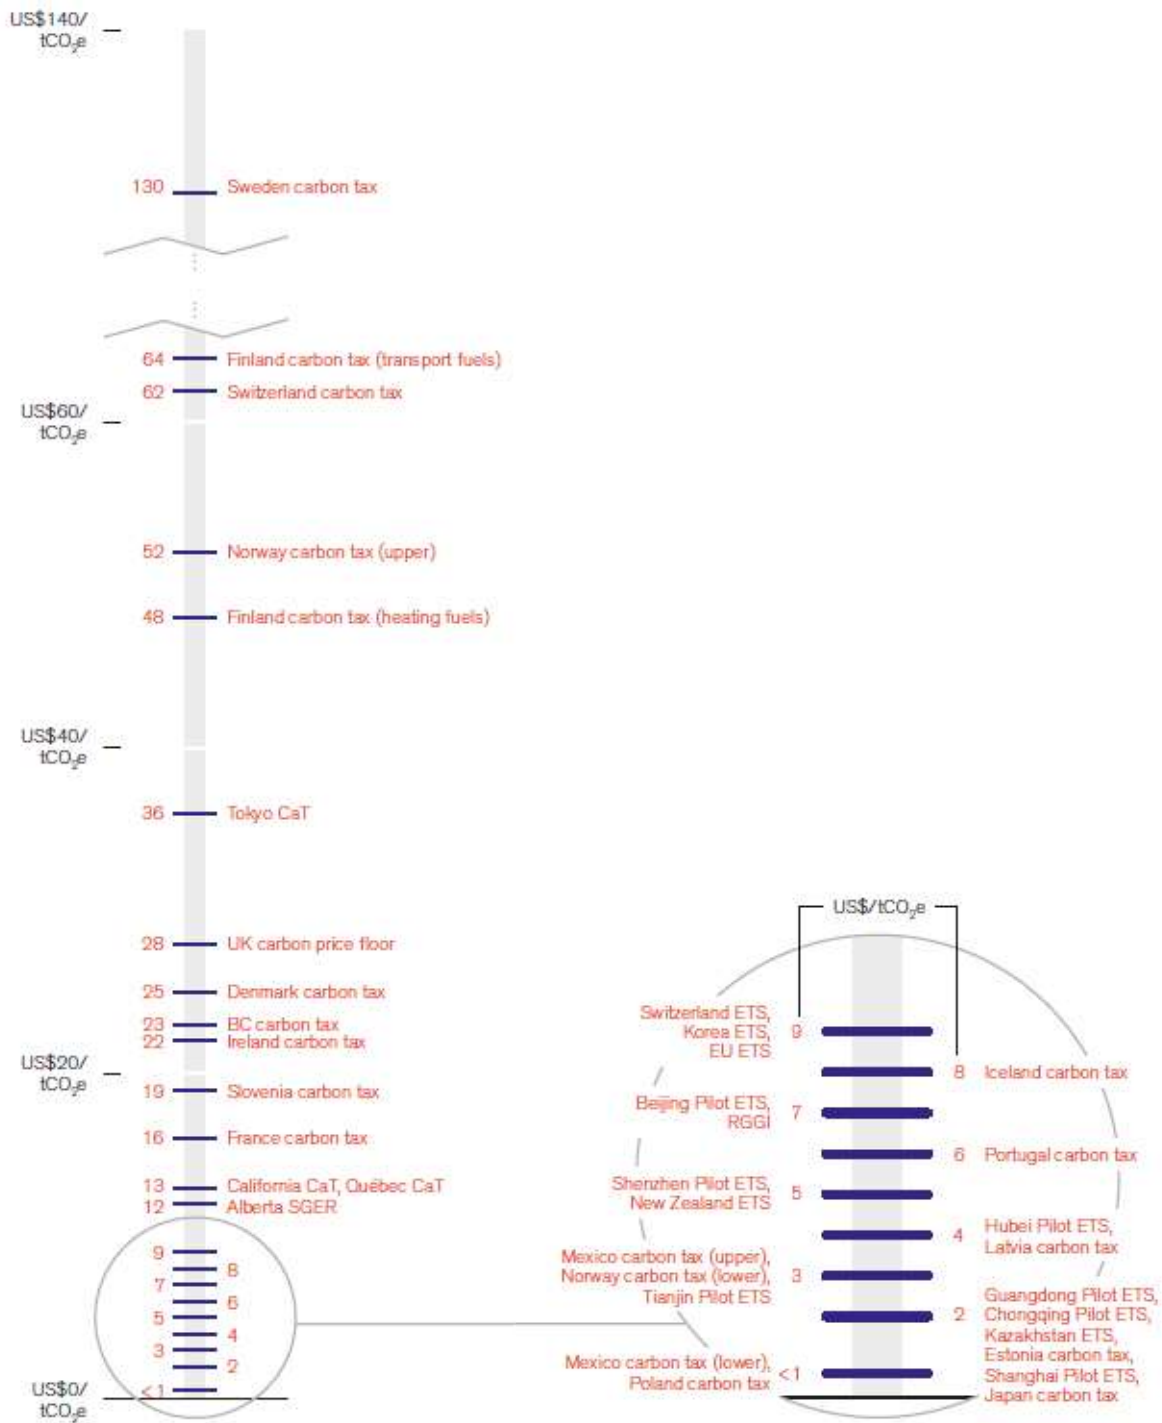 US$140/
tCO₂e
130 Sweden carbon tax
64 Finland carbon tax (transport fuels)
62 Switzerland carbon tax
US$60/
tCO₂e
52 Norway carbon tax (upper)
48 Finland carbon tax (heating fuels)
US$40/
tCO₂e
36 Tokyo CaT
28 UK carbon price floor
25 Denmark carbon tax
23 BC carbon tax
22 Ireland carbon tax
US$20/
tCO₂e
19 Slovenia carbon tax
16 France carbon tax
13 California CaT, Québec CaT
12 Alberta SGER
9
8
7
6
5
4
3
2
<1
US$0/
tCO₂e
US$/tCO₂e
Switzerland ETS,
Korea ETS,
EU ETS
9
8 Iceland carbon tax
Beijing Pilot ETS,
RGGI
7
6 Portugal carbon tax
Shenzhen Pilot ETS,
New Zealand ETS
5
4
Hubei Pilot ETS,
Latvia carbon tax
Mexico carbon tax (upper),
Norway carbon tax (lower),
Tianjin Pilot ETS
3
2
Guangdong Pilot ETS,
Chongqing Pilot ETS,
Kazakhstan ETS,
Estonia carbon tax,
Shanghai Pilot ETS,
Japan carbon tax
Mexico carbon tax (lower),
Poland carbon tax
<1